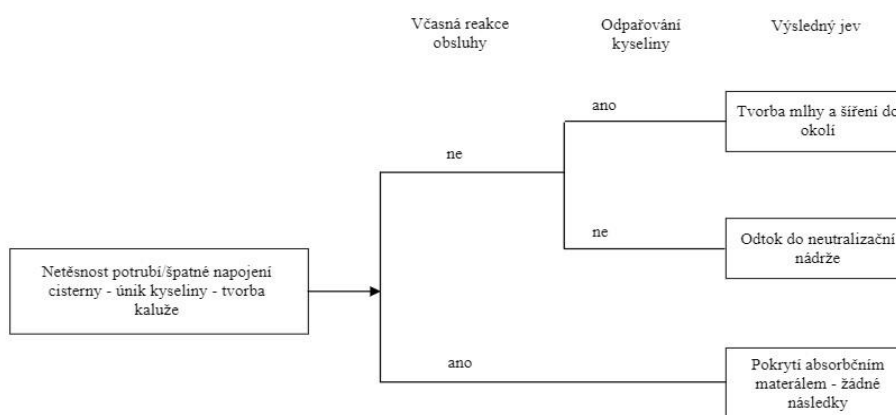 Včasná reakce
obsluhy
Odpařování
kyseliny
Výsledný jev
ano
Tvorba mlhy a šíření do
okolí
ne
ne
Odtok do neutralizační
nádrže
Netěsnost potrubí/špatné napojení
cisterny - únik kyseliny - tvorba
kaluže
ano
Pokrytí absorbčním
materálem - žádné
následky